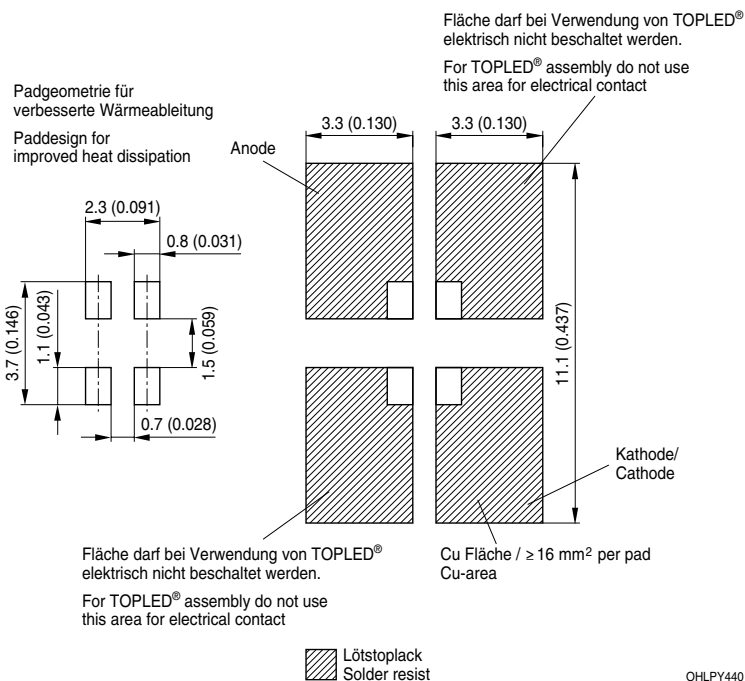 Fläche darf bei Verwendung von TOPLED®
elektrisch nicht beschaltet werden.
For TOPLED® assembly do not use
this area for electrical contact
Padgeometrie für
verbesserte Wärmeableitung
Paddesign for
improved heat dissipation
Anode
3.3 (0.130)
3.3 (0.130)
2.3 (0.091)
0.8 (0.031)
3.7 (0.146)
1.1 (0.043)
1.5 (0.059)
0.7 (0.028)
11.1 (0.437)
Kathode/
Cathode
Fläche darf bei Verwendung von TOPLED®
elektrisch nicht beschaltet werden.
For TOPLED® assembly do not use
this area for electrical contact
Cu Fläche / ≥ 16 mm² per pad
Cu-area
Lötstoplack
Solder resist
OHLPY440